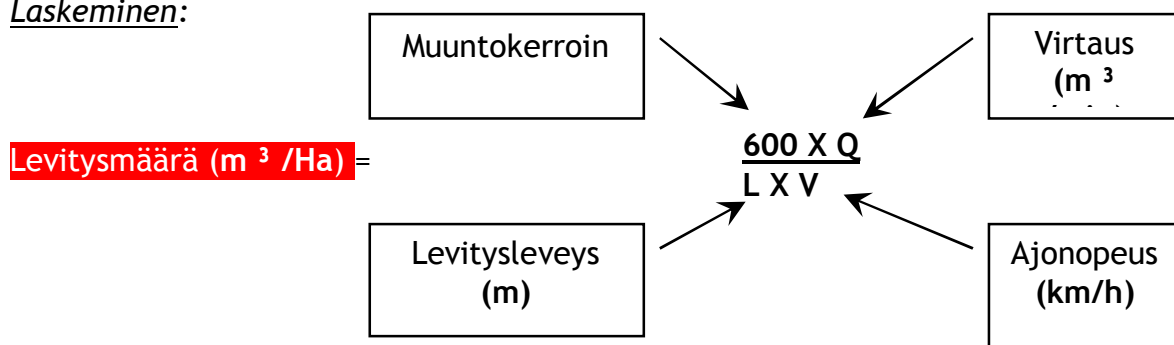 Laskeminen:
Muuntokerroin
Virtaus
(m ³
Levitysmäärä (m ³ /Ha) =
600 X Q
L X V
Levitysleveys
(m)
Ajonopeus
(km/h)